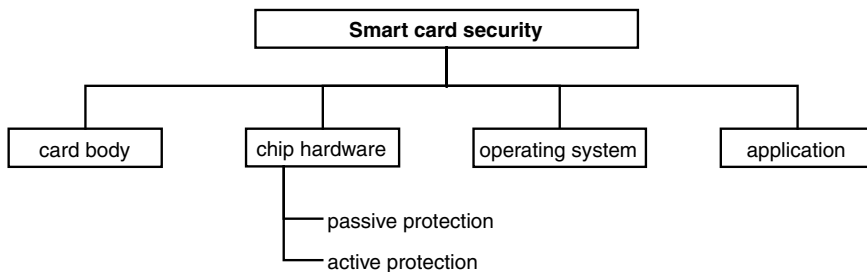 Smart card security
card body
chip hardware
operating system
application
passive protection
active protection